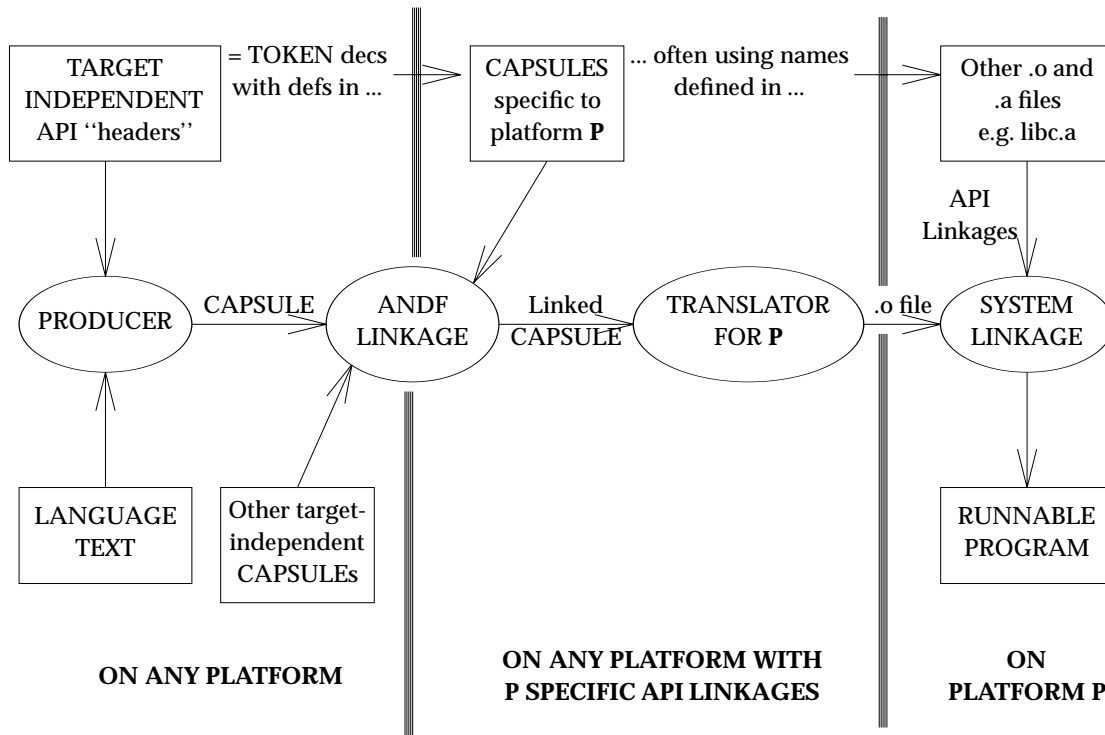 TARGET
INDEPENDENT
API ‘‘headers’’
= TOKEN decs
with defs in ...
CAPSULES
specific to
platform P
... often using names
defined in ...
Other .o and
.a files
e.g. libc.a
API
Linkages
PRODUCER
CAPSULE
ANDF
LINKAGE
Linked
CAPSULE
TRANSLATOR
FOR P
.o file
SYSTEM
LINKAGE
LANGUAGE
TEXT
Other target-
independent
CAPSULEs
RUNNABLE
PROGRAM
ON ANY PLATFORM
ON ANY PLATFORM WITH
P SPECIFIC API LINKAGES
ON
PLATFORM P